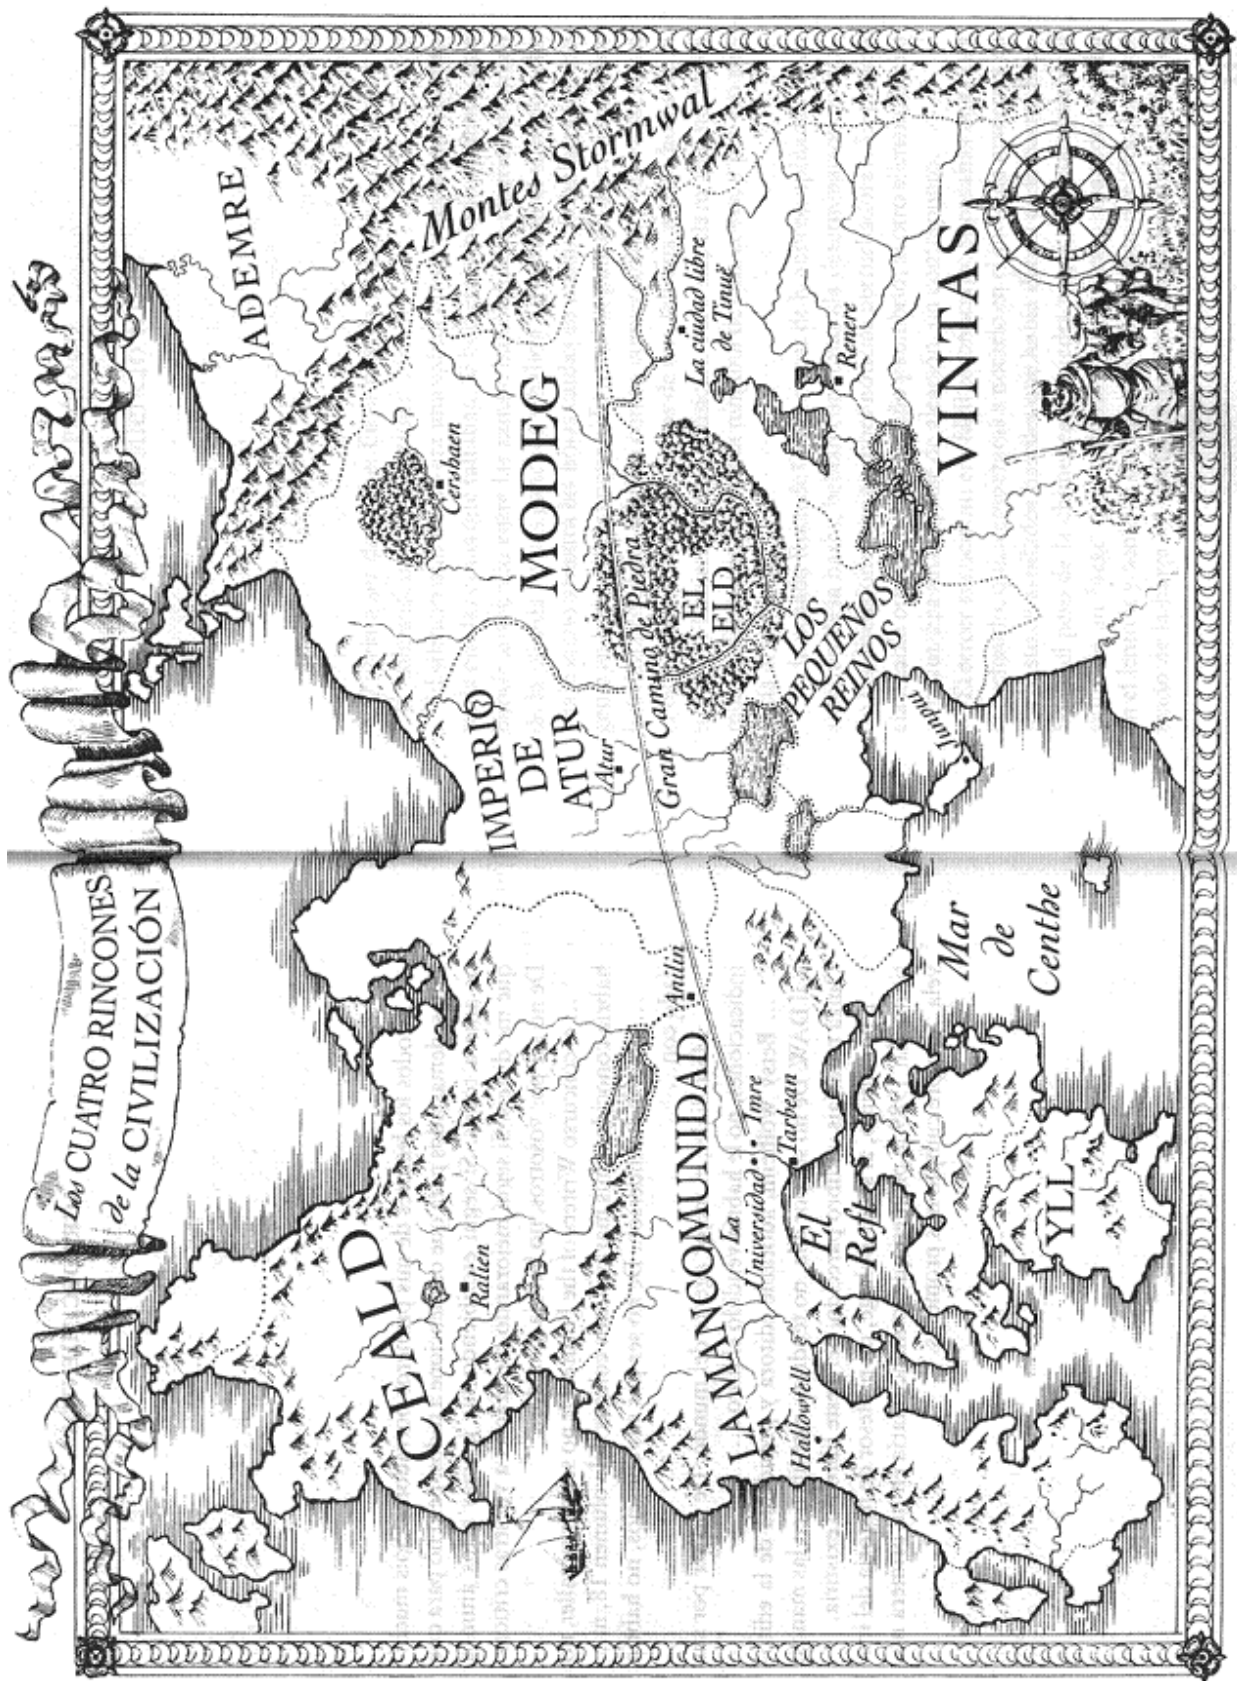 Los CUATRO RINCONES
de la CIVILIZACIÓN
CEALD
Ralien
LA MANCOMUNIDAD
La
Universidad
Imre
Tarbean
Anilin
Hallowfell
El
Reft
YLL
Mar
de
Centhe
IMPERIO
DE
ATUR
Atur
Gran Camino de Piedra
EL
ELD
LOS
PEQUEÑOS
REINOS
Junpui
MODEG
Cershaen
ADEMRE
Montes Stormwal
La ciudad libre
de Tinuë
Renere
VINTAS